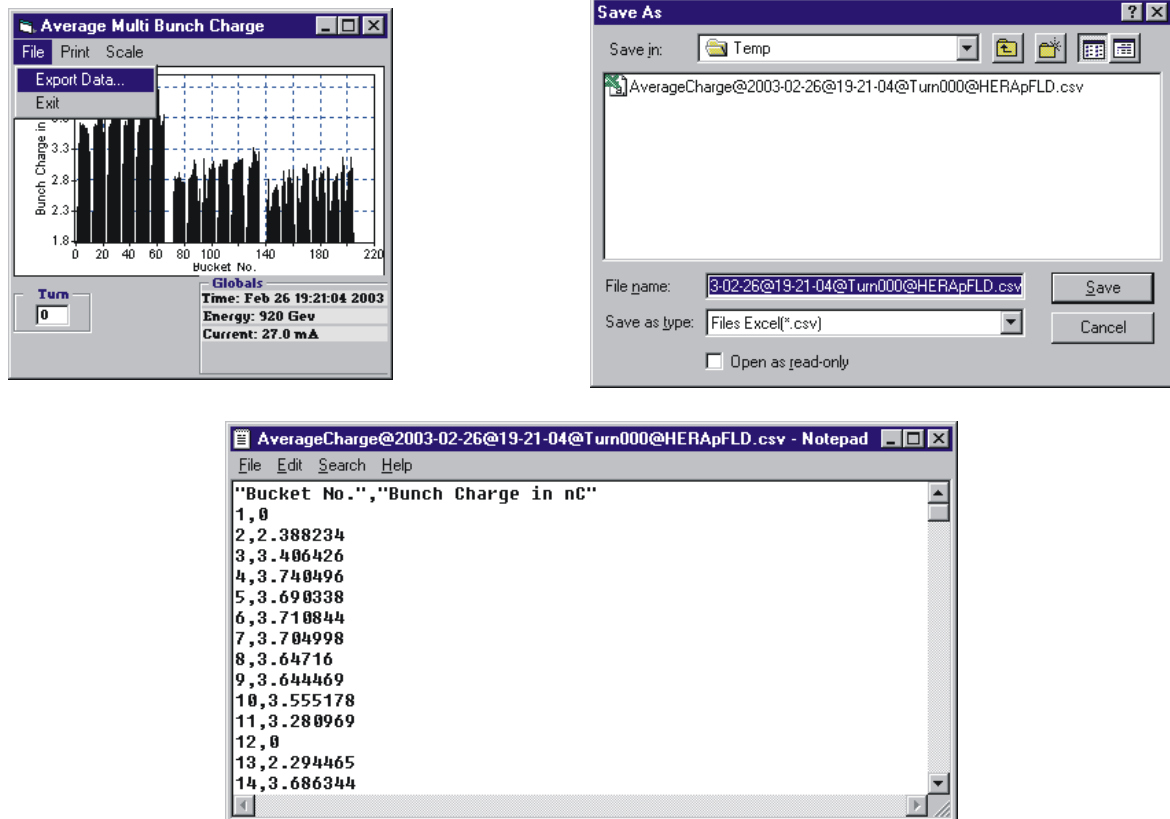 Average Multi Bunch Charge
File Print Scale
Export Data...
Exit
Bunch Charge in
3.3
2.8
2.3
1.8
0 20 40 60 80 100 140 180 220
Bucket No.
Turn
0
Globals
Time: Feb 26 19:21:04 2003
Energy: 920 Gev
Current: 27.0 mA
Save As
Save in: Temp
AverageCharge@2003-02-26@19-21-04@Turn000@HERApFLD.csv
File name: 3-02-26@19-21-04@Turn000@HERApFLD.csv Save
Save as type: Files Excel(*.csv) Cancel
Open as read-only
AverageCharge@2003-02-26@19-21-04@Turn000@HERApFLD.csv - Notepad
File Edit Search Help
"Bucket No.","Bunch Charge in nC"
1,0
2,2.388234
3,3.406426
4,3.740496
5,3.690338
6,3.710844
7,3.704998
8,3.64716
9,3.644469
10,3.555178
11,3.280969
12,0
13,2.294465
14,3.686344